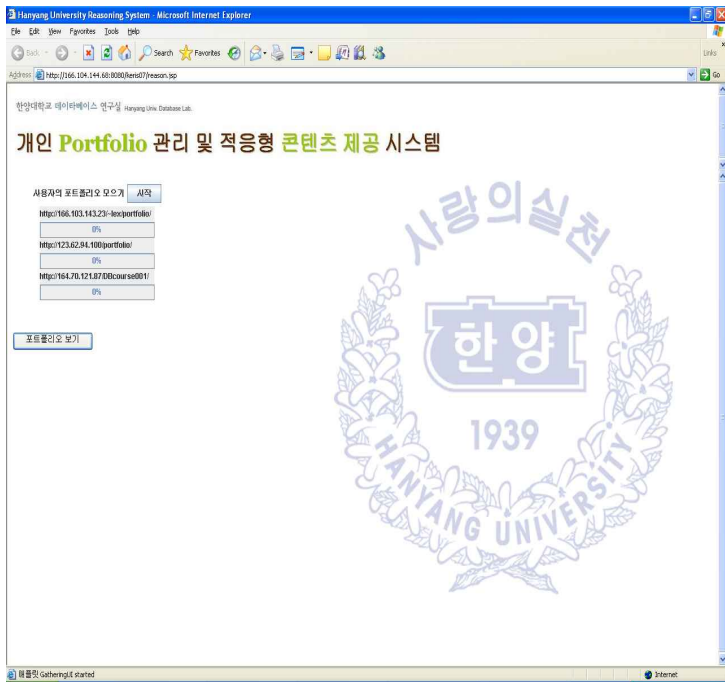 Hanyang University Reasoning System - Microsoft Internet Explorer
File Edit View Favorites Tools Help
Back Search Favorites Links
Address http://166.104.144.68:8080/keris07/reason.jsp Go
한양대학교 데이타베이스 연구실 Hanyang Univ. Database Lab.
개인 Portfolio 관리 및 적응형 콘텐츠 제공 시스템
사용자의 포트폴리오 모으기 시작
http://166.103.143.23/~lex/portfolio/
0%
http://123.62.94.100/portfolio/
0%
http://164.70.121.87/DBcourse001/
0%
포트폴리오 보기
사랑의실천
한양
1939
HANYANG UNIVERSITY
애플릿 GatheringUI started Internet